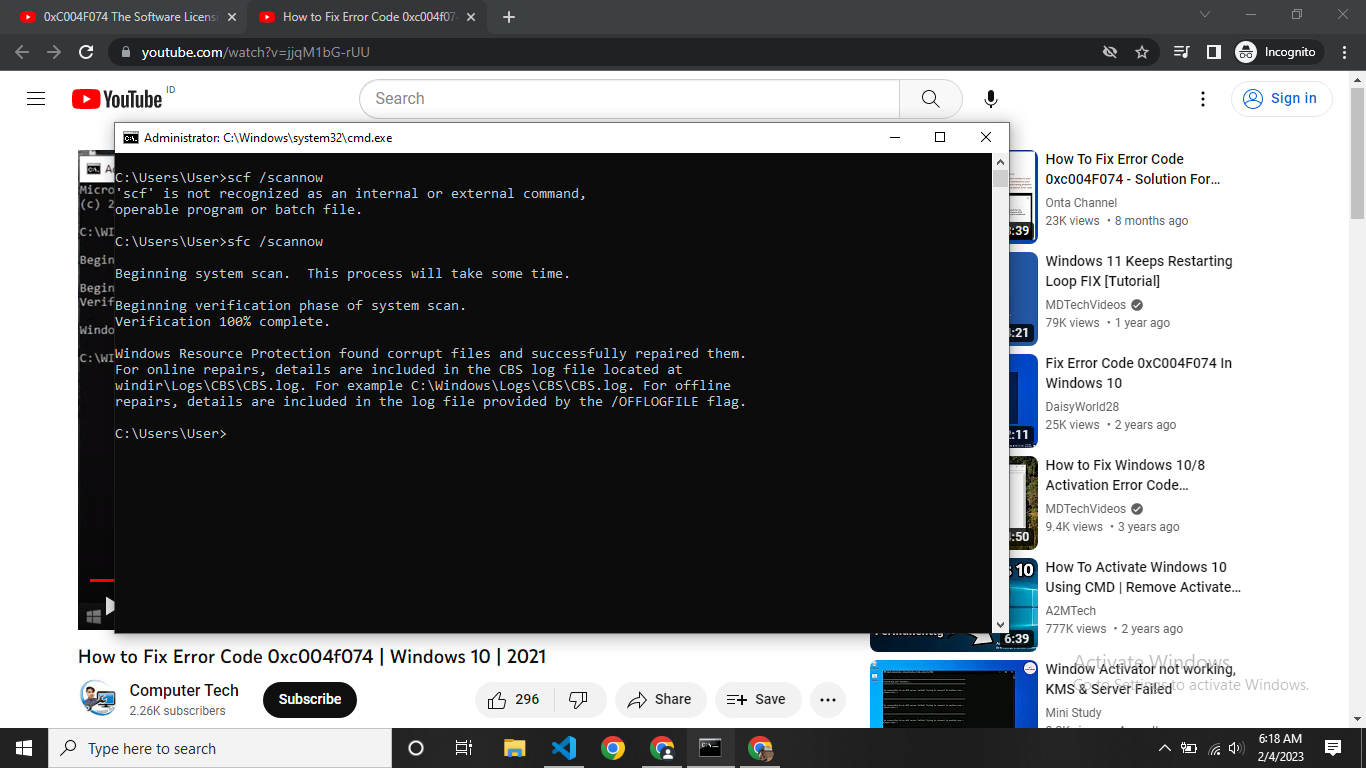 0xC004F074 The Software Licens
How to Fix Error Code 0xc004f07
youtube.com/watch?v=jjqM1bG-rUU
Incognito
YouTube ID
Search
Sign in
Administrator: C:\Windows\system32\cmd.exe
C:\Users\User>scf /scannow
'scf' is not recognized as an internal or external command,
operable program or batch file.
C:\Users\User>sfc /scannow
Beginning system scan.  This process will take some time.
Beginning verification phase of system scan.
Verification 100% complete.
Windows Resource Protection found corrupt files and successfully repaired them.
For online repairs, details are included in the CBS log file located at
windir\Logs\CBS\CBS.log. For example C:\Windows\Logs\CBS\CBS.log. For offline
repairs, details are included in the log file provided by the /OFFLOGFILE flag.
C:\Users\User>
Micro
(c) 2
C:\WI
Begin
Begin
Verif
Windo
C:\WI
How to Fix Error Code 0xc004f074 | Windows 10 | 2021
Computer Tech
2.26K subscribers
Subscribe
296
Share
Save
How To Fix Error Code
0xc004F074 - Solution For...
Onta Channel
23K views • 8 months ago
:39
Windows 11 Keeps Restarting
Loop FIX [Tutorial]
MDTechVideos
79K views • 1 year ago
:21
Fix Error Code 0xC004F074 In
Windows 10
DaisyWorld28
25K views • 2 years ago
:11
How to Fix Windows 10/8
Activation Error Code...
MDTechVideos
9.4K views • 3 years ago
:50
How To Activate Windows 10
Using CMD | Remove Activate...
A2MTech
777K views • 2 years ago
S 10
6:39
Window Activator not working,
KMS & Server Failed
Mini Study
Activate Windows
Go to Settings to activate Windows.
Type here to search
6:18 AM
2/4/2023